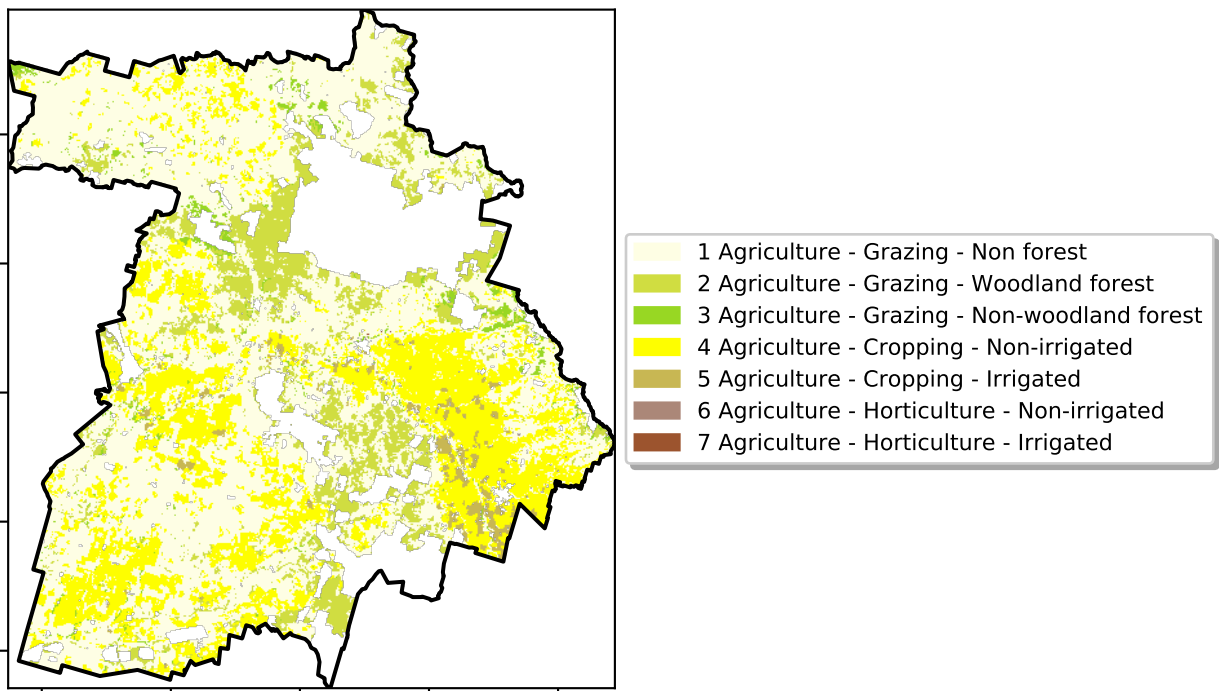 1 Agriculture - Grazing - Non forest
2 Agriculture - Grazing - Woodland forest
3 Agriculture - Grazing - Non-woodland forest
4 Agriculture - Cropping - Non-irrigated
5 Agriculture - Cropping - Irrigated
6 Agriculture - Horticulture - Non-irrigated
7 Agriculture - Horticulture - Irrigated